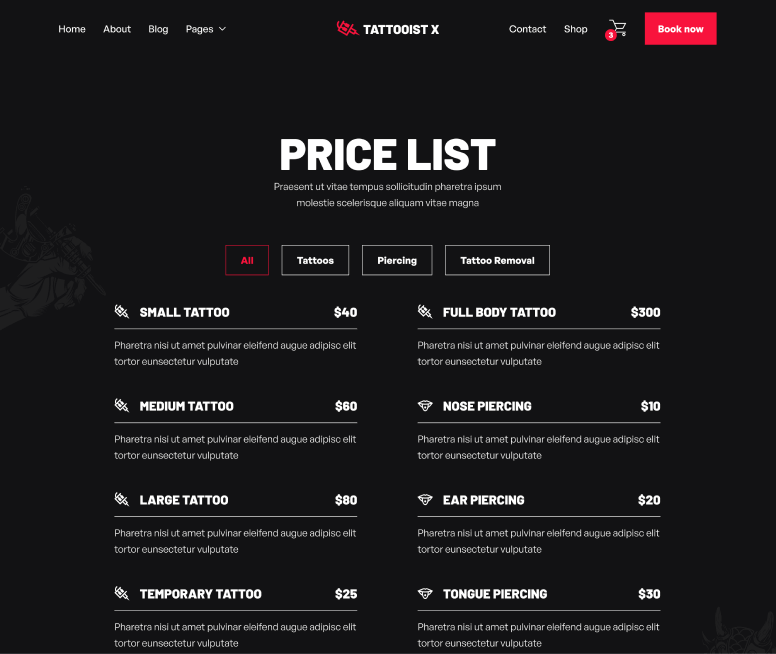 Home About Blog Pages TATTOOIST X Contact Shop 3 Book now
PRICE LIST
Praesent ut vitae tempus sollicitudin pharetra ipsum
molestie scelerisque aliquam vitae magna
All Tattoos Piercing Tattoo Removal
SMALL TATTOO $40
Pharetra nisi ut amet pulvinar eleifend augue adipisc elit
tortor eunsectetur vulputate
FULL BODY TATTOO $300
Pharetra nisi ut amet pulvinar eleifend augue adipisc elit
tortor eunsectetur vulputate
MEDIUM TATTOO $60
Pharetra nisi ut amet pulvinar eleifend augue adipisc elit
tortor eunsectetur vulputate
NOSE PIERCING $10
Pharetra nisi ut amet pulvinar eleifend augue adipisc elit
tortor eunsectetur vulputate
LARGE TATTOO $80
Pharetra nisi ut amet pulvinar eleifend augue adipisc elit
tortor eunsectetur vulputate
EAR PIERCING $20
Pharetra nisi ut amet pulvinar eleifend augue adipisc elit
tortor eunsectetur vulputate
TEMPORARY TATTOO $25
Pharetra nisi ut amet pulvinar eleifend augue adipisc elit
tortor eunsectetur vulputate
TONGUE PIERCING $30
Pharetra nisi ut amet pulvinar eleifend augue adipisc elit
tortor eunsectetur vulputate